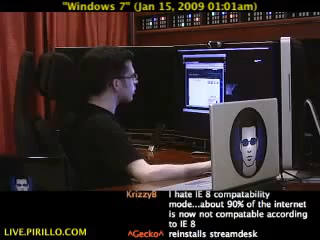 "Windows 7" (Jan 15, 2009 01:01am)
KrizzyB I hate IE 8 compatability
mode...about 90% of the internet
is now not compatable according
to IE 8
^Gecko^ reinstalls streamdesk
LIVE.PIRILLO.COM